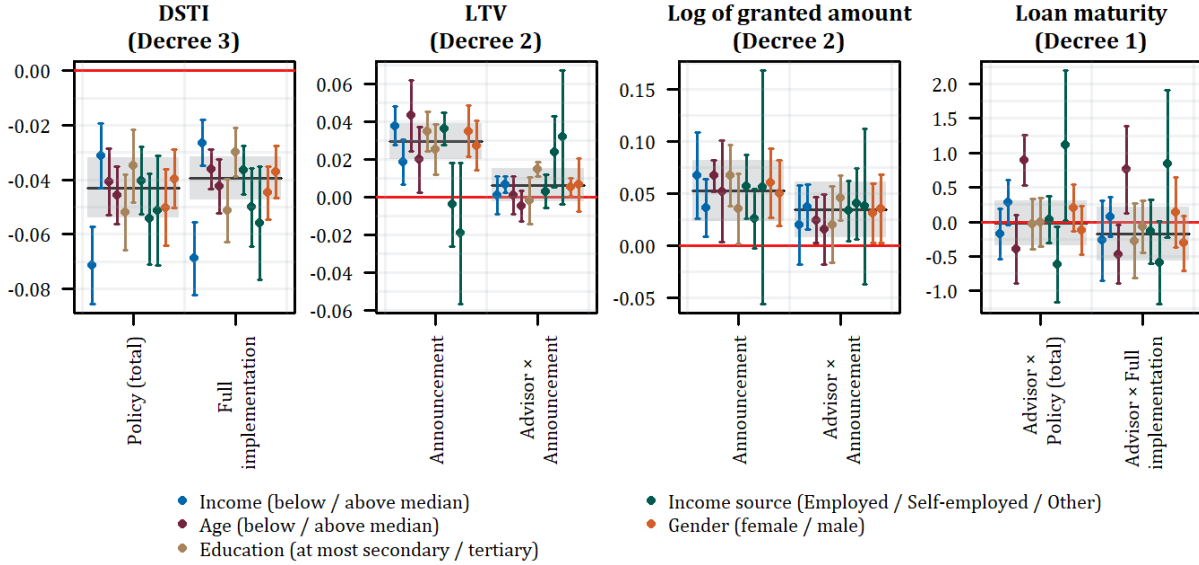 DSTI
(Decree 3)
LTV
(Decree 2)
Log of granted amount
(Decree 2)
Loan maturity
(Decree 1)
0.00
-0.02
-0.04
-0.06
-0.08
0.06
0.04
0.02
0.00
-0.02
-0.04
-0.06
0.15
0.10
0.05
0.00
-0.05
2.0
1.5
1.0
0.5
0.0
-0.5
-1.0
Policy (total)
Full
implementation
Announcement
Advisor ×
Announcement
Announcement
Advisor ×
Announcement
Advisor ×
Policy (total)
Advisor × Full
implementation
Income (below / above median)
Age (below / above median)
Education (at most secondary / tertiary)
Income source (Employed / Self-employed / Other)
Gender (female / male)